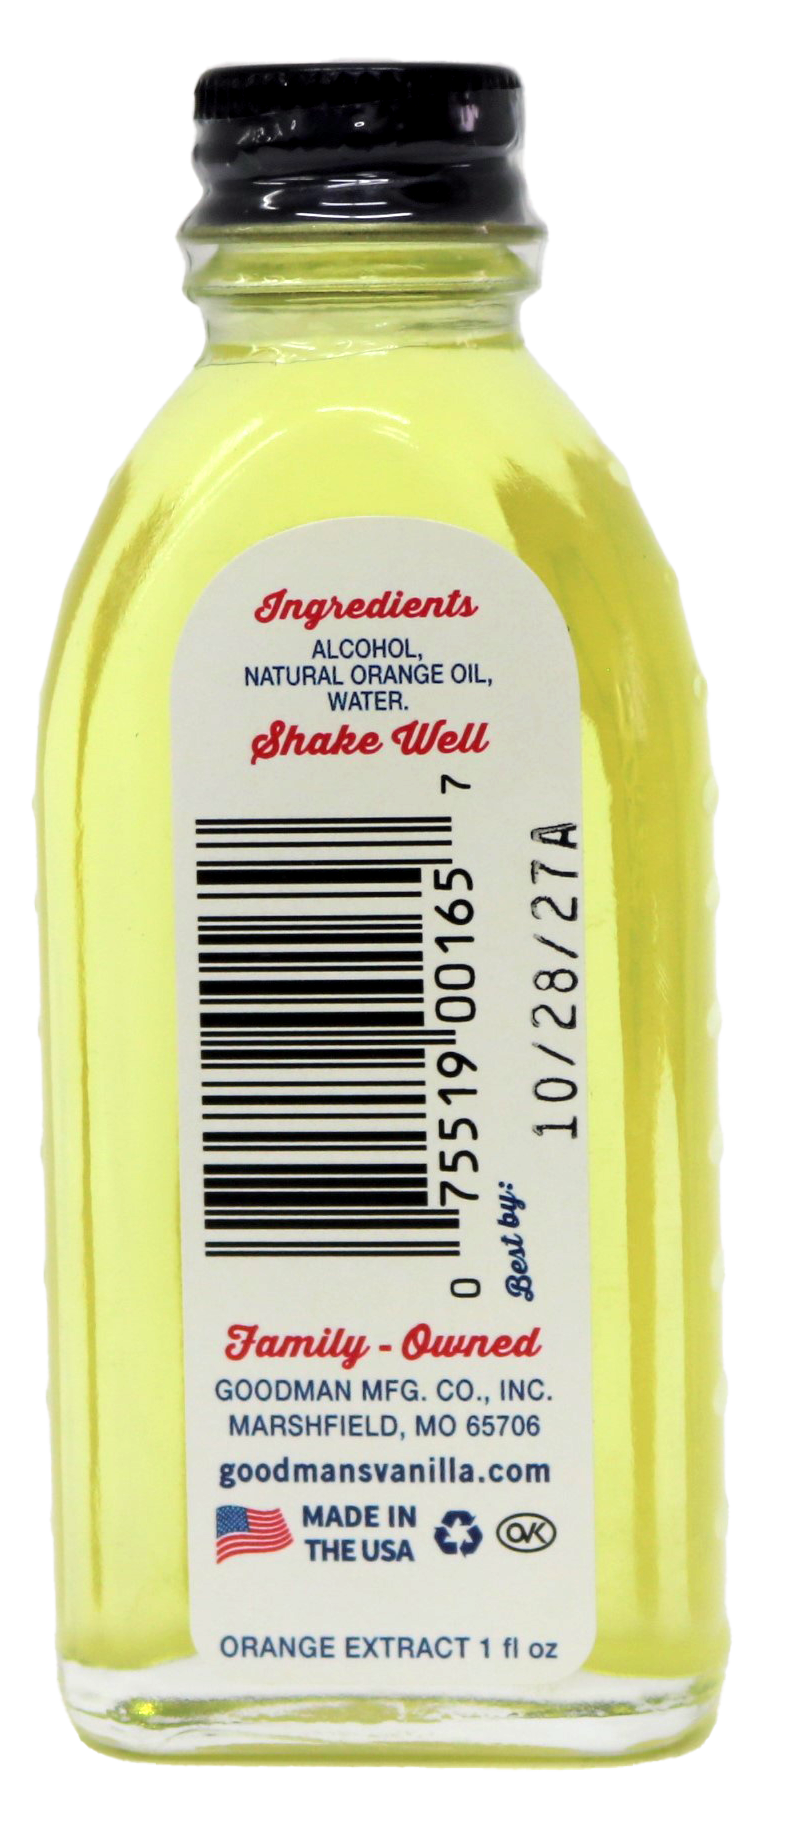 Ingredients
ALCOHOL,
NATURAL ORANGE OIL,
WATER.
Shake Well
0 75519 00165 7
Best by: 10/28/27A
Family - Owned
GOODMAN MFG. CO., INC.
MARSHFIELD, MO 65706
goodmansvanilla.com
MADE IN
THE USA
OVK
ORANGE EXTRACT 1 fl oz